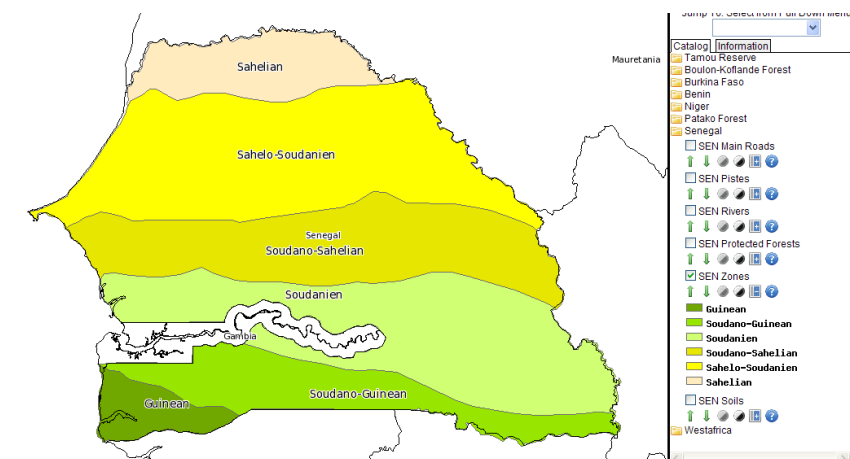 Jump To: Select from Pull Down Menu
Catalog Information
Tamou Reserve
Boulon-Koflande Forest
Burkina Faso
Benin
Niger
Patako Forest
Senegal
SEN Main Roads
SEN Pistes
SEN Rivers
SEN Protected Forests
SEN Zones
Guinean
Soudano-Guinean
Soudanien
Soudano-Sahelian
Sahelo-Soudanien
Sahelian
SEN Soils
Westafrica
Mauretania
Sahelian
Sahelo-Soudanien
Senegal
Soudano-Sahelian
Soudanien
Gambia
Soudano-Guinean
Guinean